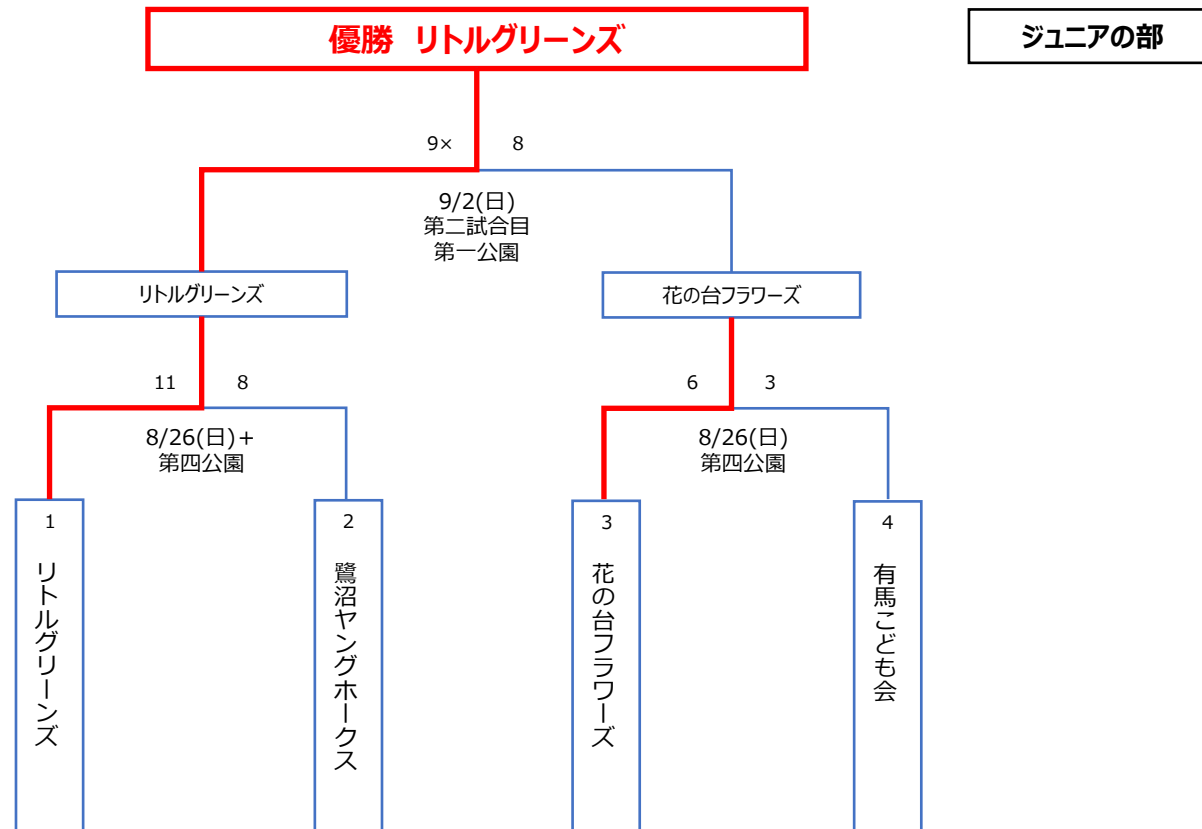 優勝 リトルグリーンズ
ジュニアの部
9× 8
9/2(日)
第二試合目
第一公園
リトルグリーンズ
花の台フラワーズ
11 8
6 3
8/26(日)+
第四公園
8/26(日)
第四公園
1
リトルグリーンズ
2
鷺沼ヤングホークス
3
花の台フラワーズ
4
有馬こども会